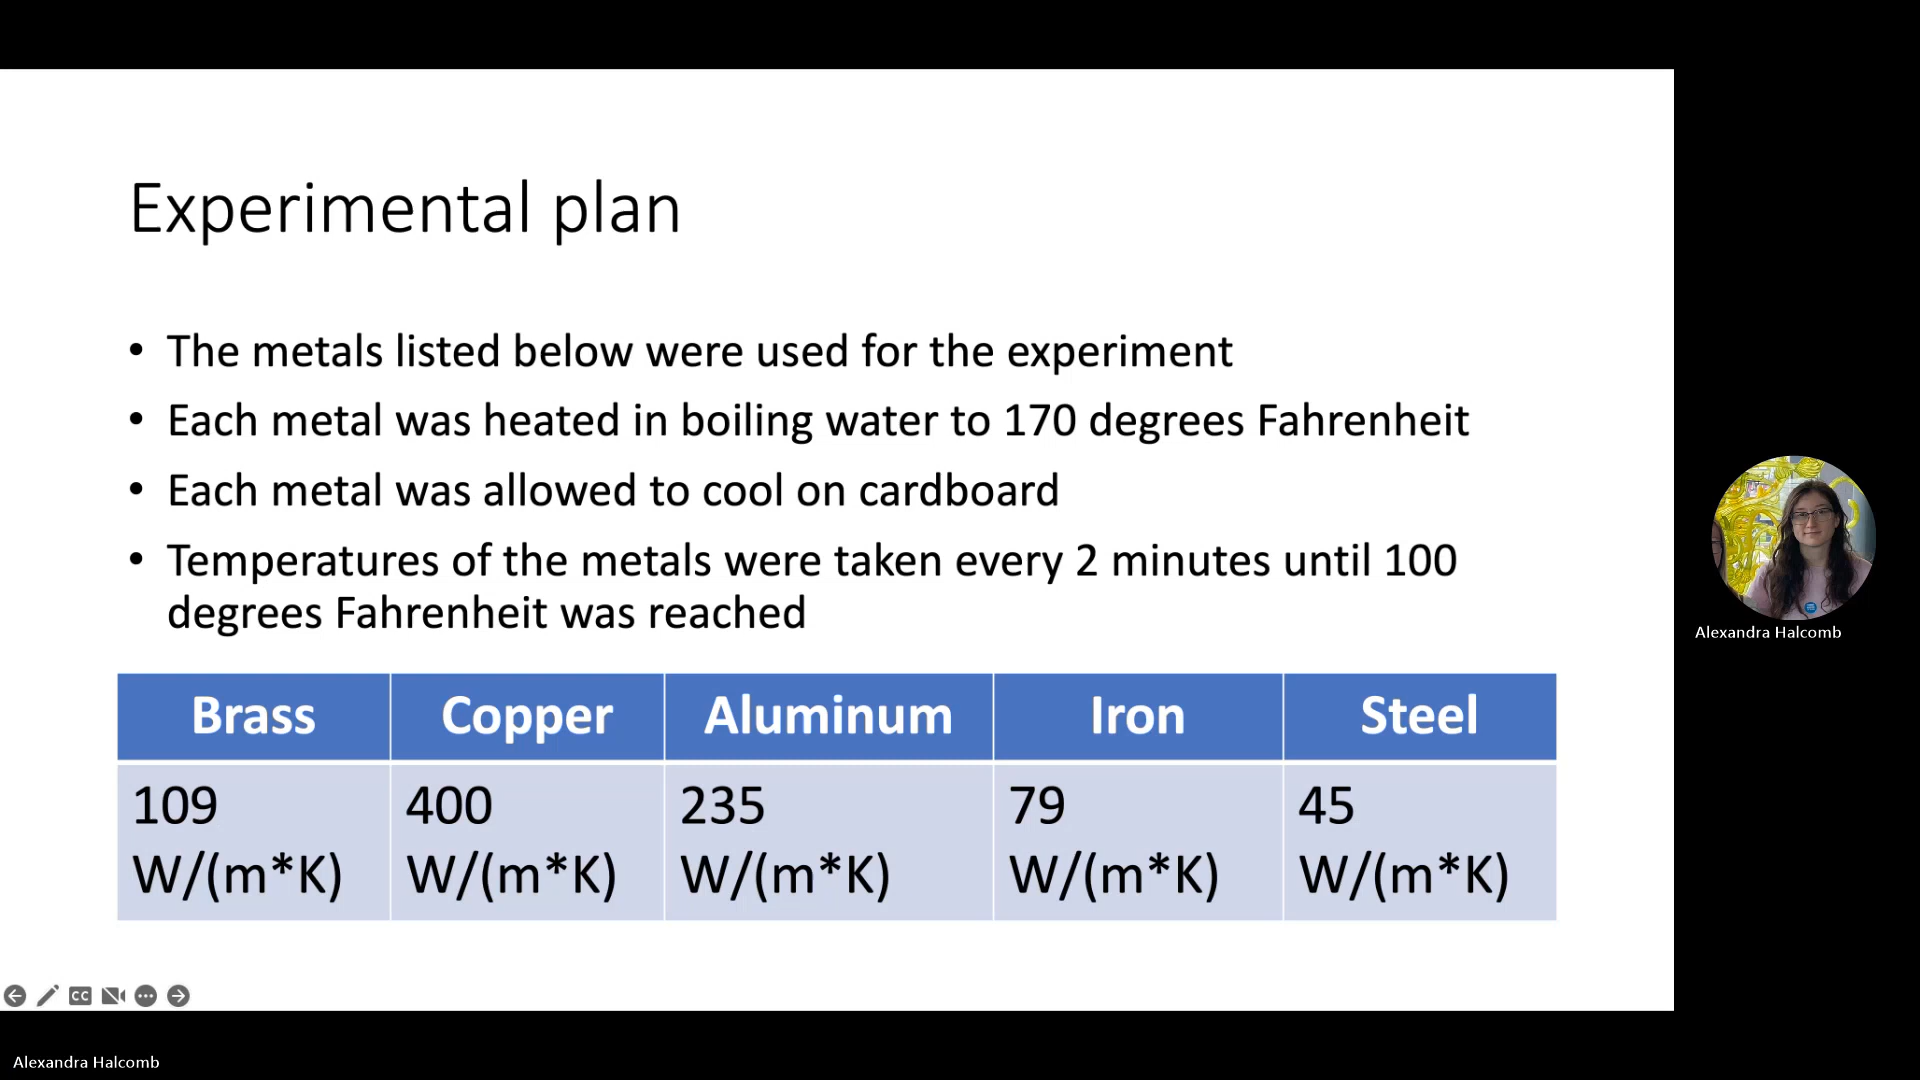 Experimental plan
• The metals listed below were used for the experiment
• Each metal was heated in boiling water to 170 degrees Fahrenheit
• Each metal was allowed to cool on cardboard
• Temperatures of the metals were taken every 2 minutes until 100
degrees Fahrenheit was reached
Brass Copper Aluminum Iron Steel
109 400 235 79 45
W/(m*K) W/(m*K) W/(m*K) W/(m*K) W/(m*K)
CC
Alexandra Halcomb
Alexandra Halcomb